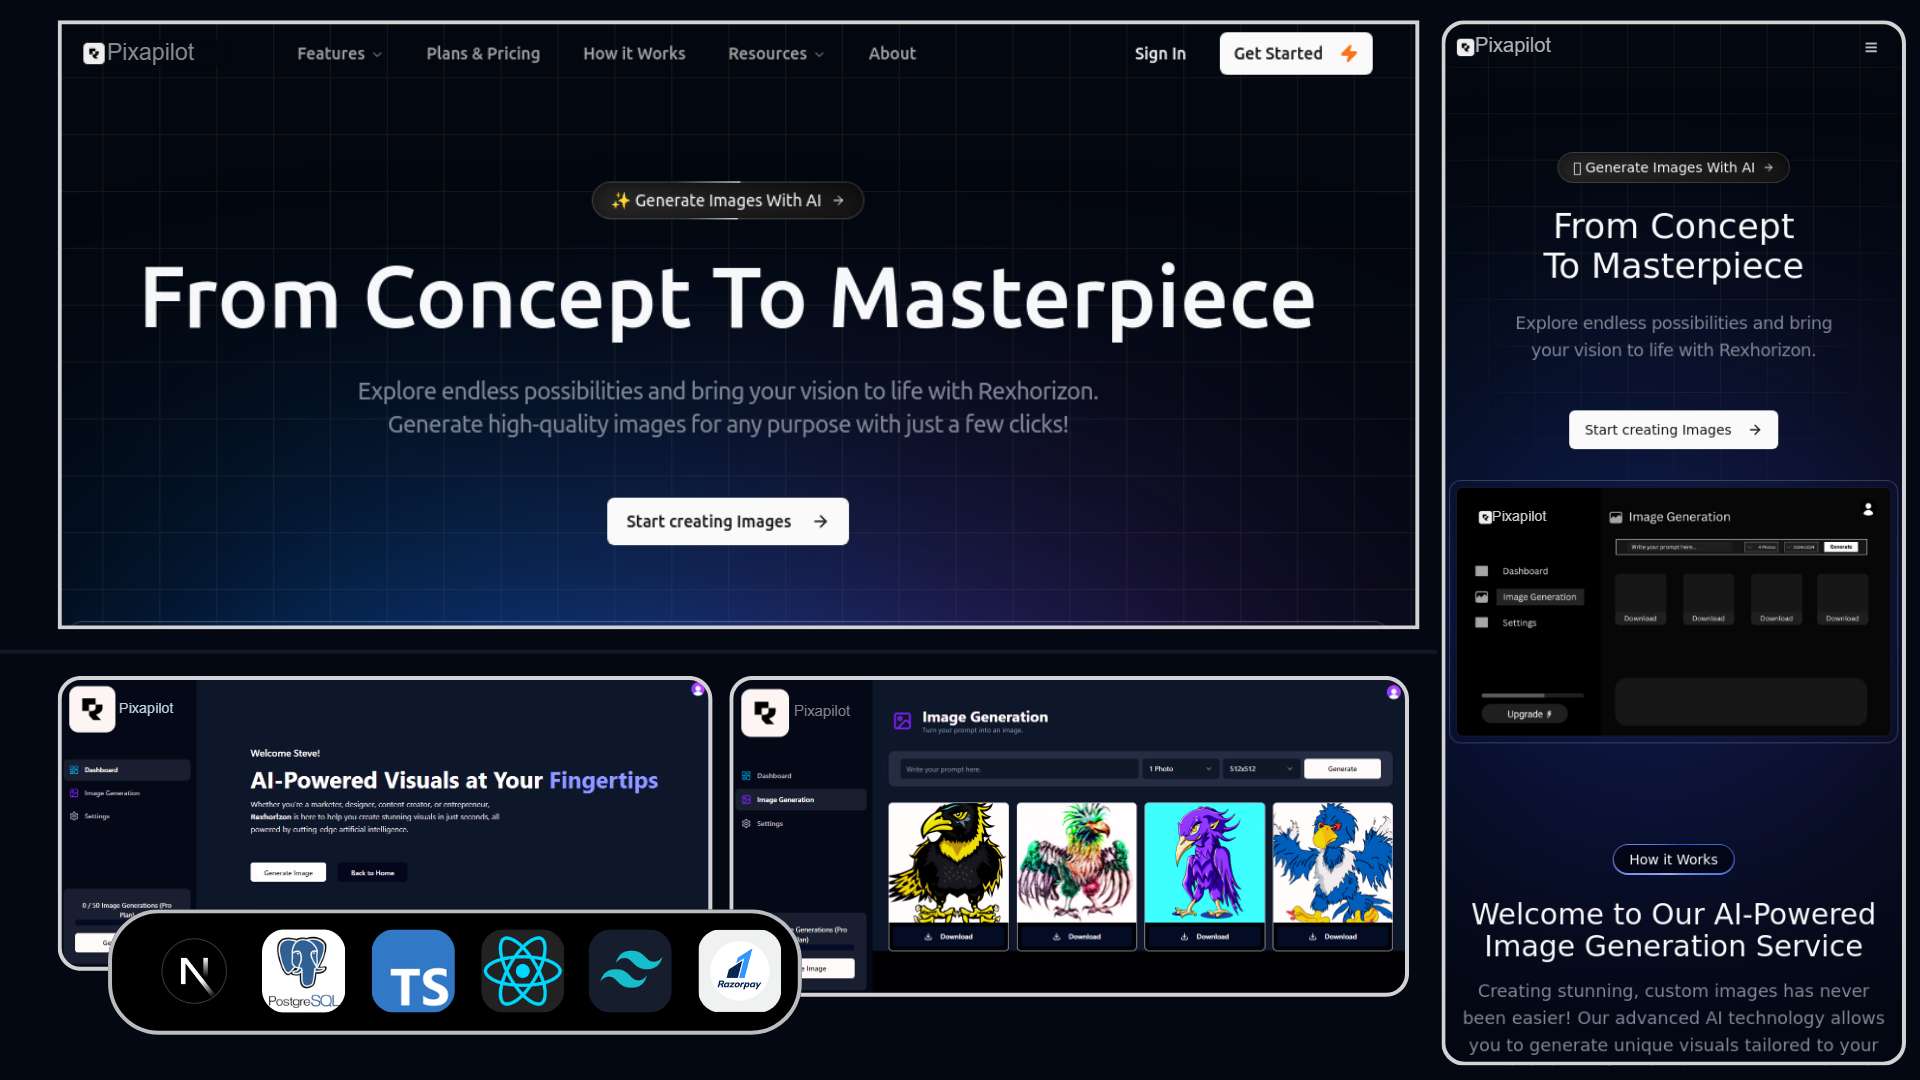 Pixapilot
Features
Plans & Pricing
How it Works
Resources
About
Sign In
Get Started
✨ Generate Images With AI →
From Concept To Masterpiece
Explore endless possibilities and bring your vision to life with Rexhorizon.
Generate high-quality images for any purpose with just a few clicks!
Start creating Images →
Pixapilot
Dashboard
Image Generation
Settings
0 / 50 Image Generations (Pro
Plan)
Welcome Steve!
AI-Powered Visuals at Your Fingertips
Whether you're a marketer, designer, content creator, or entrepreneur,
Rexhorizon is here to help you create stunning visuals in just seconds, all
powered by cutting-edge artificial intelligence.
Generate Image
Back to Home
Pixapilot
Dashboard
Image Generation
Settings
Image Generations (Pro
Image
Image Generation
Turn your prompt into an image.
Write your prompt here.
1 Photo
512x512
Generate
Download
Download
Download
Download
N
PostgreSQL
TS
Razorpay
Pixapilot
Generate Images With AI →
From Concept
To Masterpiece
Explore endless possibilities and bring
your vision to life with Rexhorizon.
Start creating Images →
Pixapilot
Dashboard
Image Generation
Settings
Upgrade
Image Generation
Write your prompt here...
4 Photos
Generate
Download
Download
Download
Download
How it Works
Welcome to Our AI-Powered
Image Generation Service
Creating stunning, custom images has never
been easier! Our advanced AI technology allows
you to generate unique visuals tailored to your